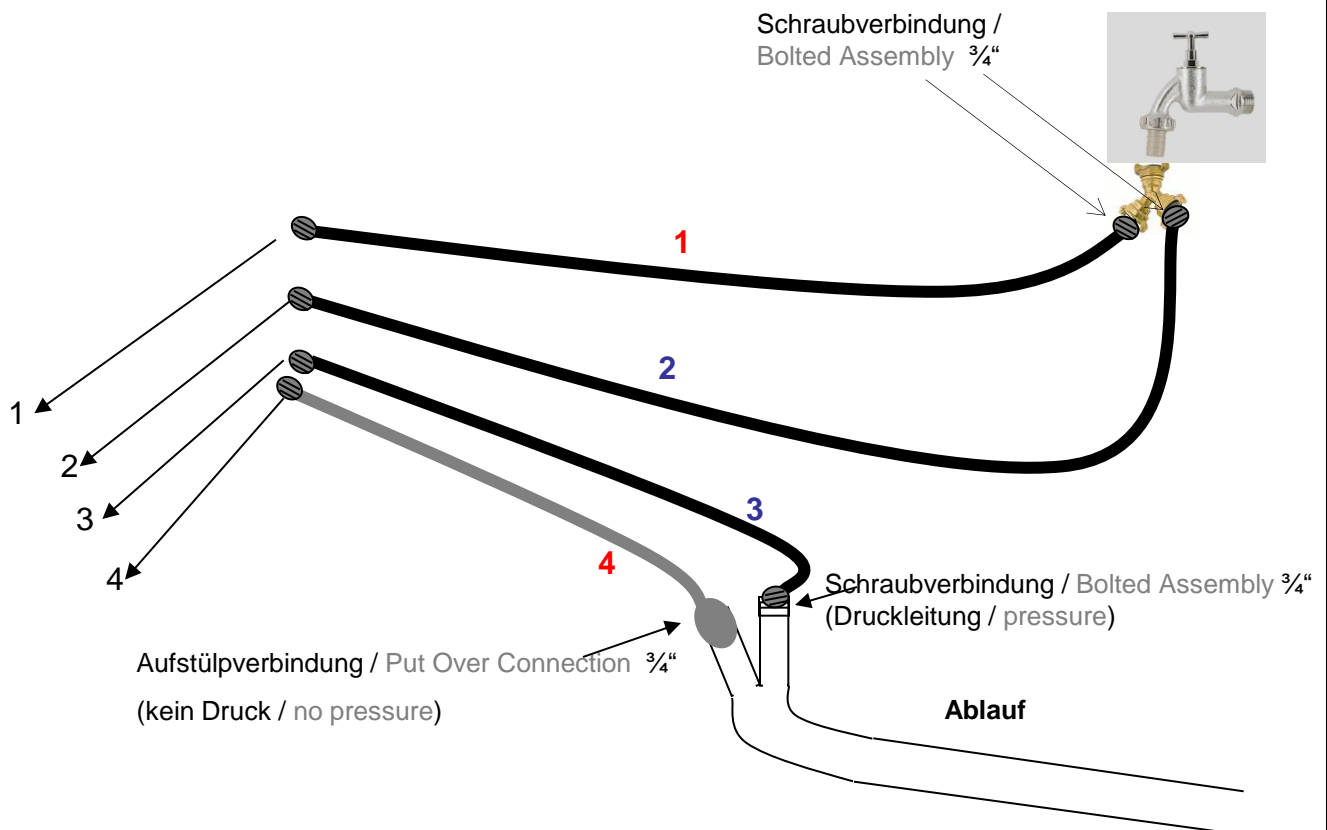 Schraubverbindung /
Bolted Assembly ¾“
1
2
1
2
3
3
4
4
Schraubverbindung / Bolted Assembly ¾“
(Druckleitung / pressure)
Aufstülpverbindung / Put Over Connection ¾“
(kein Druck / no pressure)
Ablauf